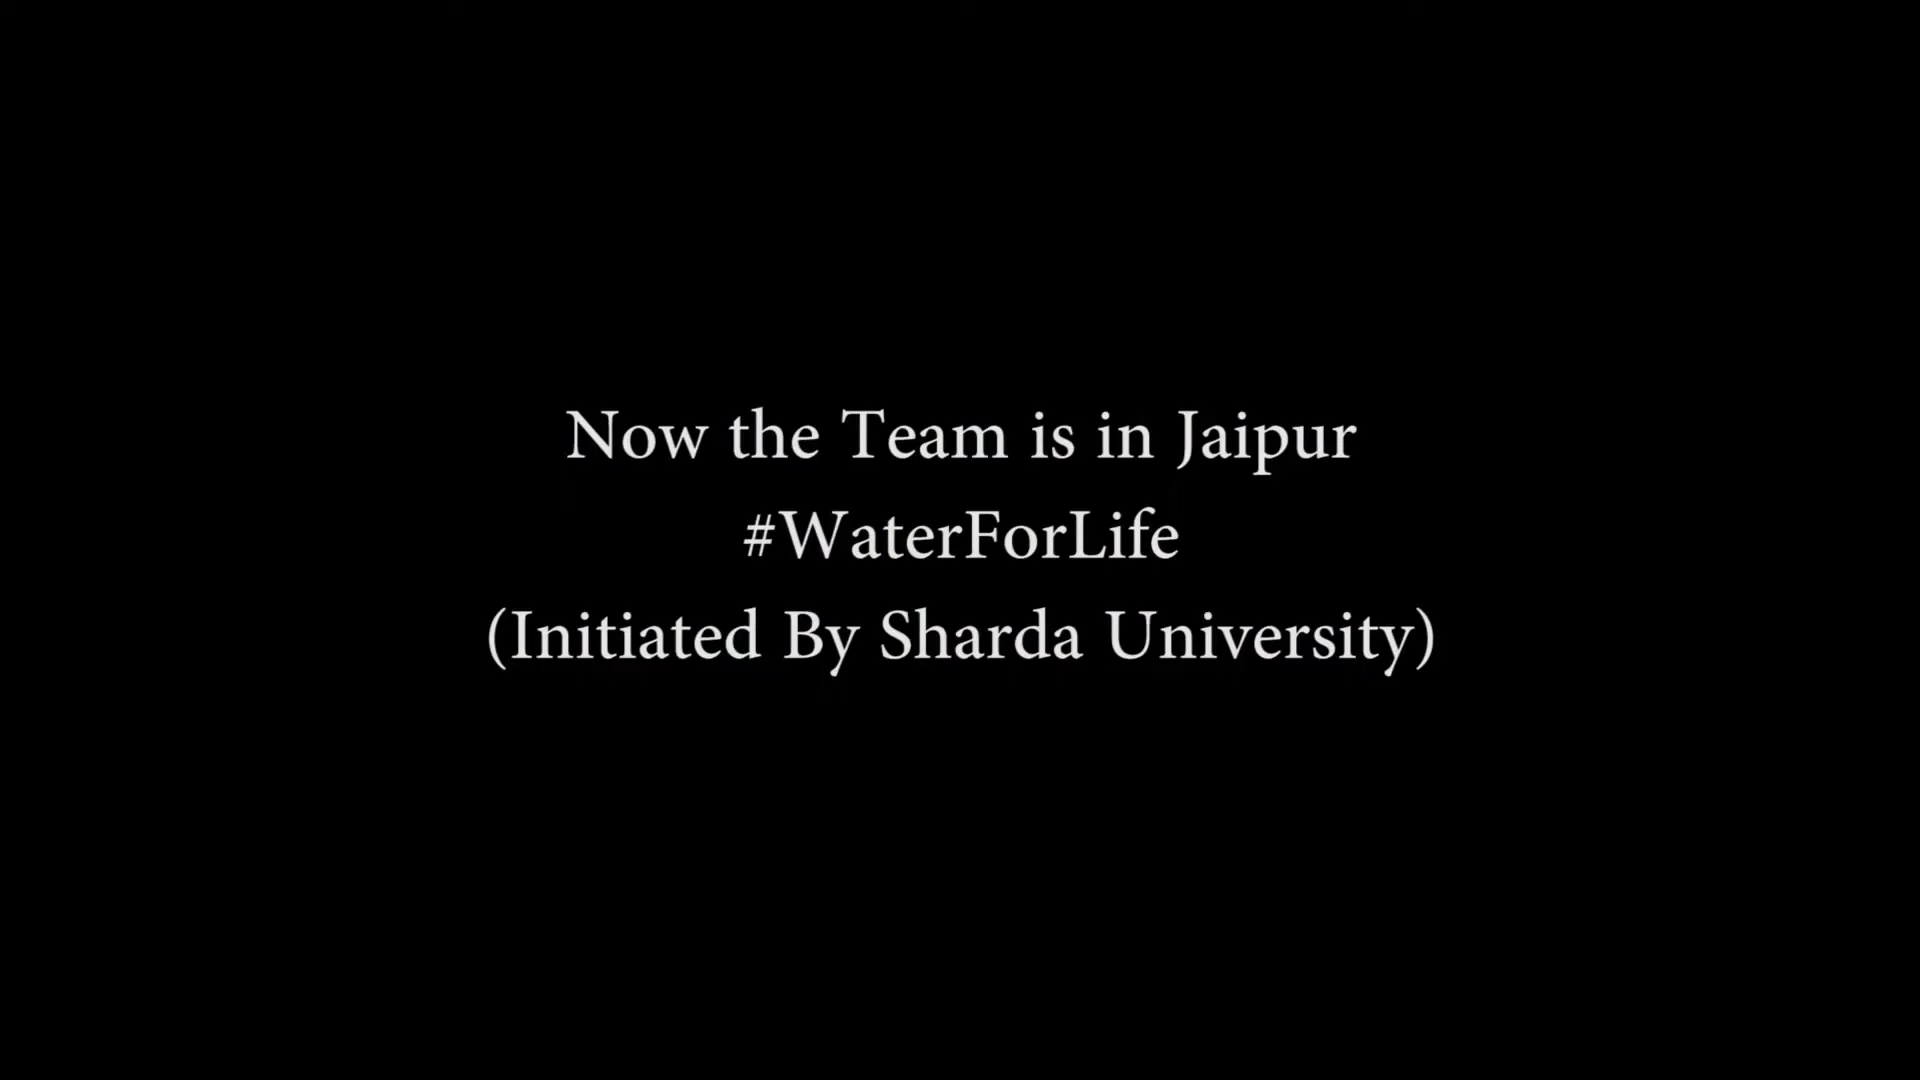 Now the Team is in Jaipur
#WaterForLife
(Initiated By Sharda University)